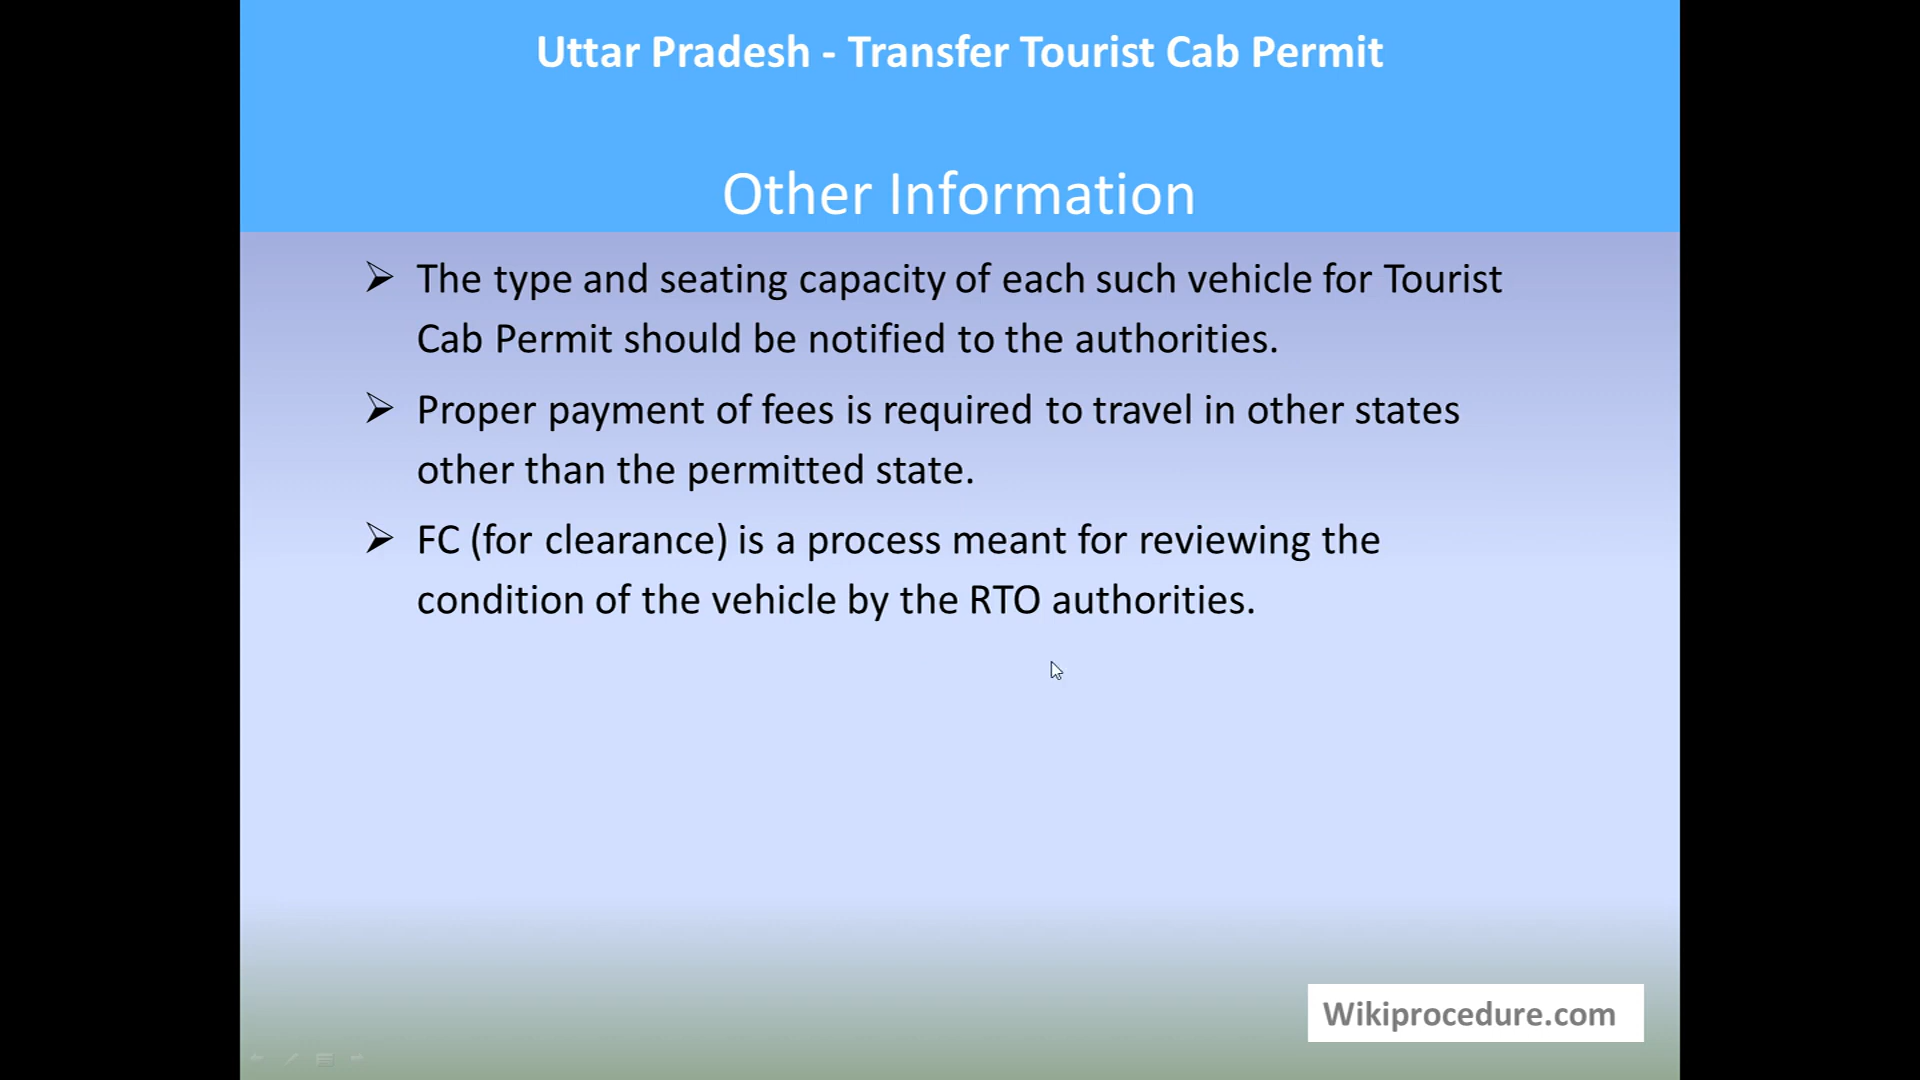 Uttar Pradesh - Transfer Tourist Cab Permit
Other Information
➢ The type and seating capacity of each such vehicle for Tourist
Cab Permit should be notified to the authorities.
➢ Proper payment of fees is required to travel in other states
other than the permitted state.
➢ FC (for clearance) is a process meant for reviewing the
condition of the vehicle by the RTO authorities.
Wikiprocedure.com